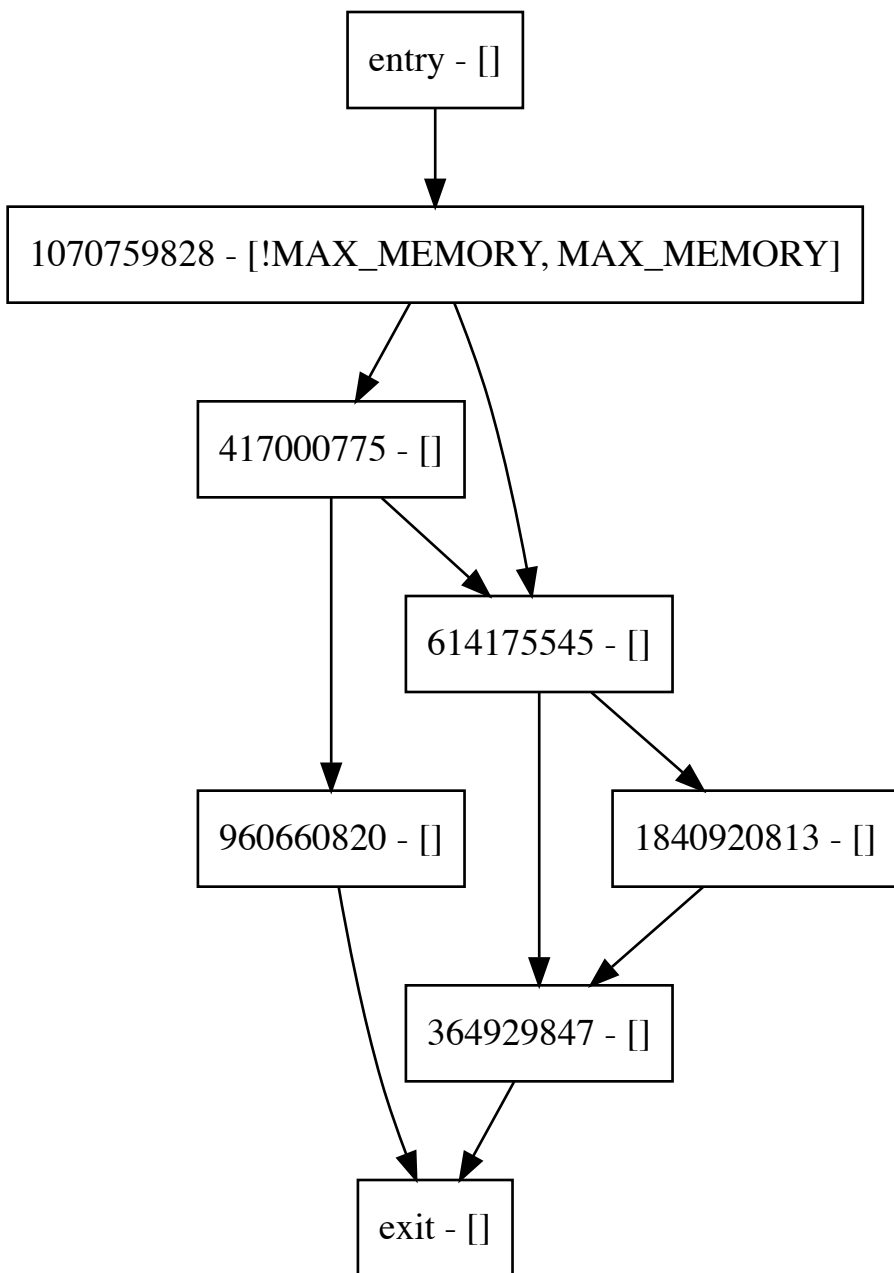 entry - []
1070759828 - [!MAX_MEMORY, MAX_MEMORY]
417000775 - []
614175545 - []
960660820 - []
1840920813 - []
364929847 - []
exit - []